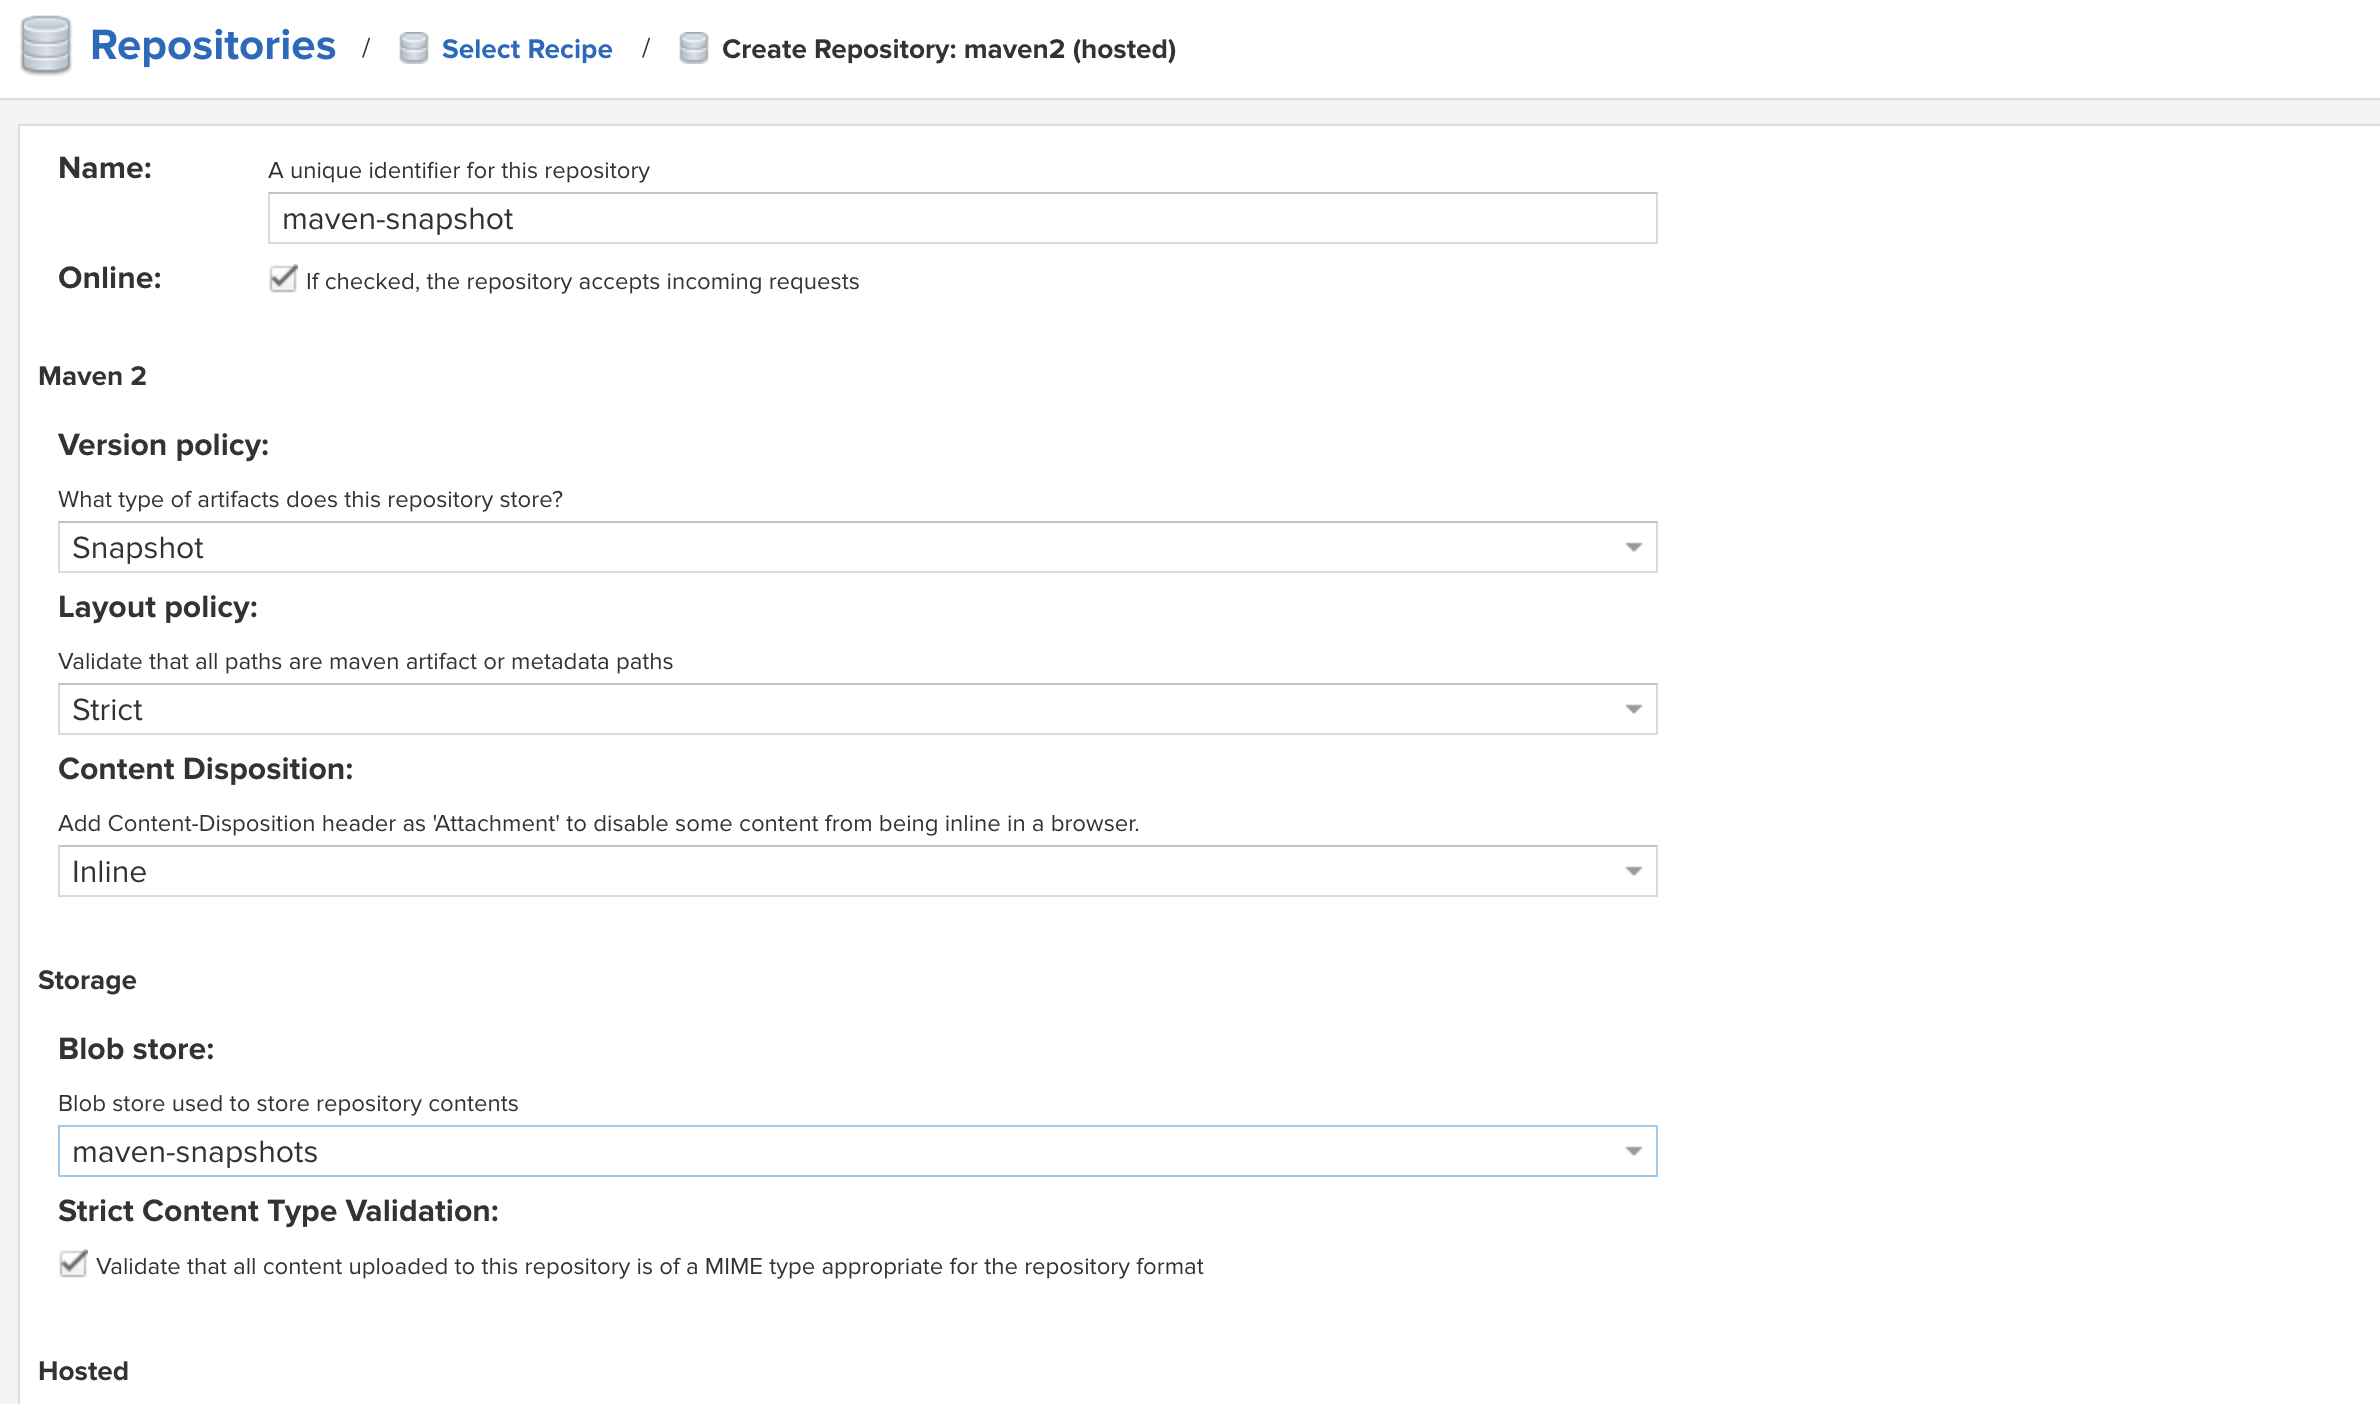 Repositories / Select Recipe / Create Repository: maven2 (hosted)
Name: A unique identifier for this repository
maven-snapshot
Online: If checked, the repository accepts incoming requests
Maven 2
Version policy:
What type of artifacts does this repository store?
Snapshot
Layout policy:
Validate that all paths are maven artifact or metadata paths
Strict
Content Disposition:
Add Content-Disposition header as 'Attachment' to disable some content from being inline in a browser.
Inline
Storage
Blob store:
Blob store used to store repository contents
maven-snapshots
Strict Content Type Validation:
Validate that all content uploaded to this repository is of a MIME type appropriate for the repository format
Hosted